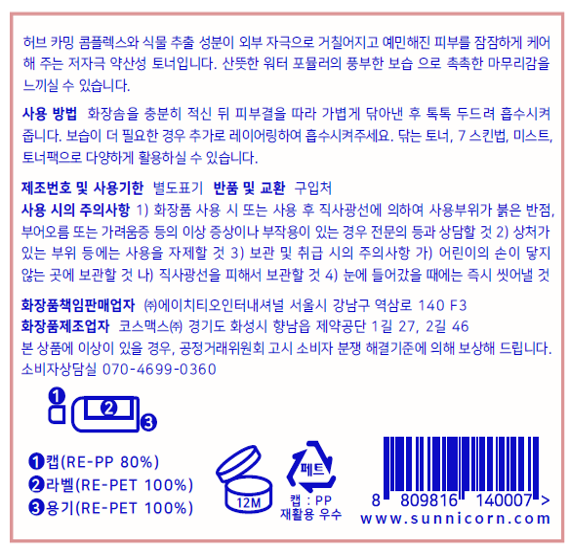 허브 카밍 콤플렉스와 식물 추출 성분이 외부 자극으로 거칠어지고 예민해진 피부를 잠잠하게 케어
해 주는 저자극 약산성 토너입니다. 산뜻한 워터 포뮬러의 풍부한 보습 으로 촉촉한 마무리감을
느끼실 수 있습니다.
사용 방법 화장솜을 충분히 적신 뒤 피부결을 따라 가볍게 닦아낸 후 톡톡 두드려 흡수시켜
줍니다. 보습이 더 필요한 경우 추가로 레이어링하여 흡수시켜주세요. 닦는 토너, 7 스킨법, 미스트,
토너팩으로 다양하게 활용하실 수 있습니다.
제조번호 및 사용기한 별도표기 반품 및 교환 구입처
사용 시의 주의사항 1) 화장품 사용 시 또는 사용 후 직사광선에 의하여 사용부위가 붉은 반점,
부어오름 또는 가려움증 등의 이상 증상이나 부작용이 있는 경우 전문의 등과 상담할 것 2) 상처가
있는 부위 등에는 사용을 자제할 것 3) 보관 및 취급 시의 주의사항 가) 어린이의 손이 닿지
않는 곳에 보관할 것 나) 직사광선을 피해서 보관할 것 4) 눈에 들어갔을 때에는 즉시 씻어낼 것
화장품책임판매업자 ㈜에이치티오인터내셔널 서울시 강남구 역삼로 140 F3
화장품제조업자 코스맥스㈜ 경기도 화성시 향남읍 제약공단 1길 27, 2길 46
본 상품에 이상이 있을 경우, 공정거래위원회 고시 소비자 분쟁 해결기준에 의해 보상해 드립니다.
소비자상담실 070-4699-0360
1
2
3
1캡(RE-PP 80%)
2라벨(RE-PET 100%)
3용기(RE-PET 100%)
12M
페트
캡 : PP
재활용 우수
8 809816 140007 >
www.sunnicorn.com